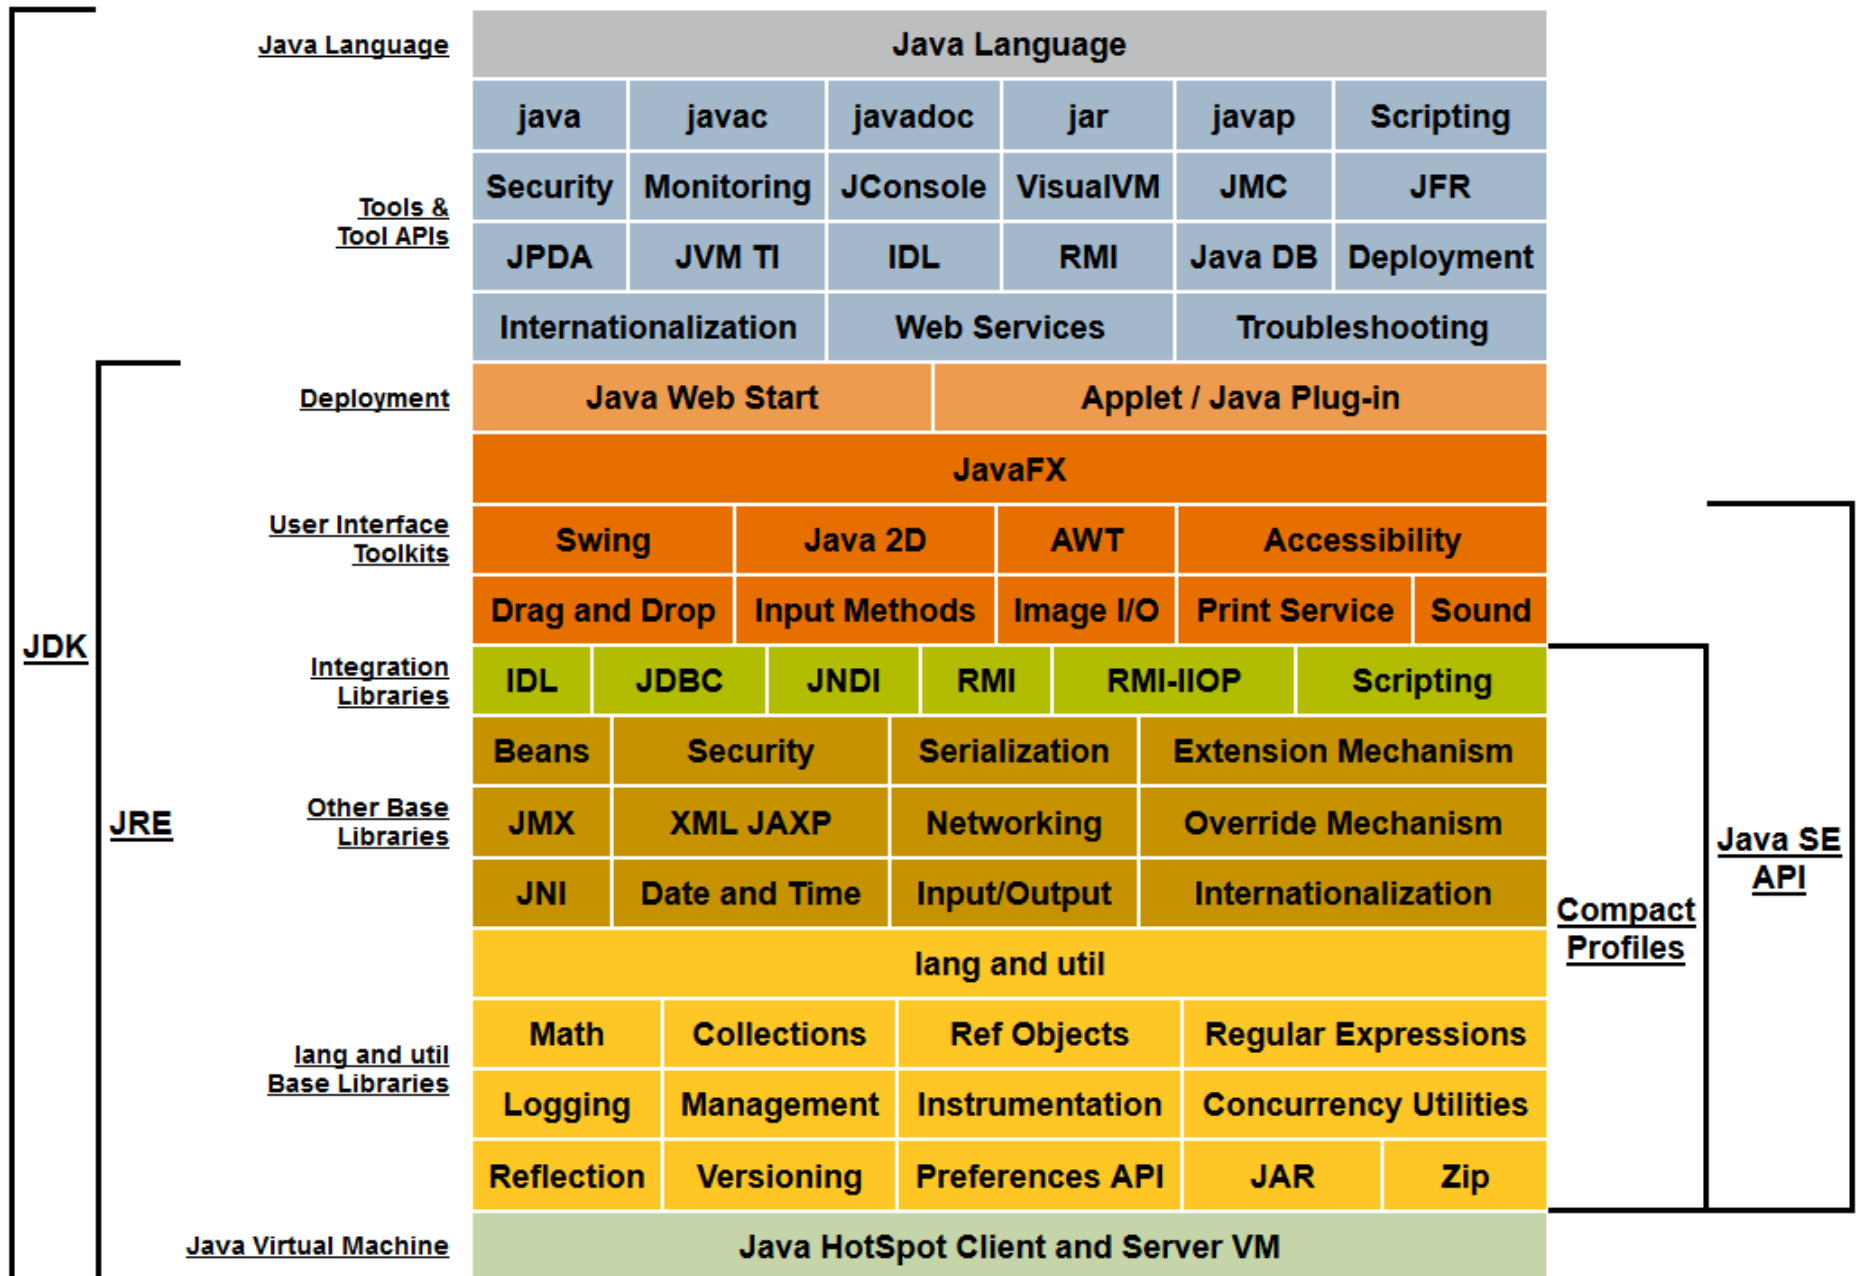 Java Language
Java Language
java javac javadoc jar javap Scripting
Tools &
Tool APIs
Security Monitoring JConsole VisualVM JMC JFR
JPDA JVM TI IDL RMI Java DB Deployment
Internationalization Web Services Troubleshooting
Deployment
Java Web Start Applet / Java Plug-in
JavaFX
User Interface
Toolkits
Swing Java 2D AWT Accessibility
Drag and Drop Input Methods Image I/O Print Service Sound
JDK
Integration
Libraries
IDL JDBC JNDI RMI RMI-IIOP Scripting
Beans Security Serialization Extension Mechanism
JRE
Other Base
Libraries
JMX XML JAXP Networking Override Mechanism
Java SE
API
JNI Date and Time Input/Output Internationalization
Compact
Profiles
lang and util
Math Collections Ref Objects Regular Expressions
lang and util
Base Libraries
Logging Management Instrumentation Concurrency Utilities
Reflection Versioning Preferences API JAR Zip
Java Virtual Machine
Java HotSpot Client and Server VM